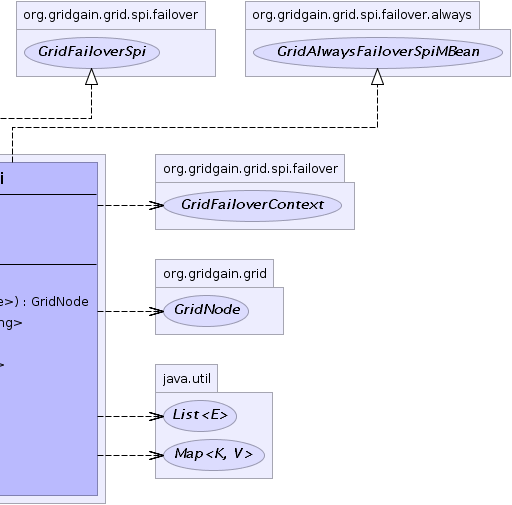 org.gridgain.grid.spi.failover
org.gridgain.grid.spi.failover.always
GridFailoverSpi
GridAlwaysFailoverSpiMBean
org.gridgain.grid.spi.failover
i
GridFailoverContext
org.gridgain.grid
e>) : GridNode
GridNode
ng>
>
java.util
List<E>
Map<K, V>